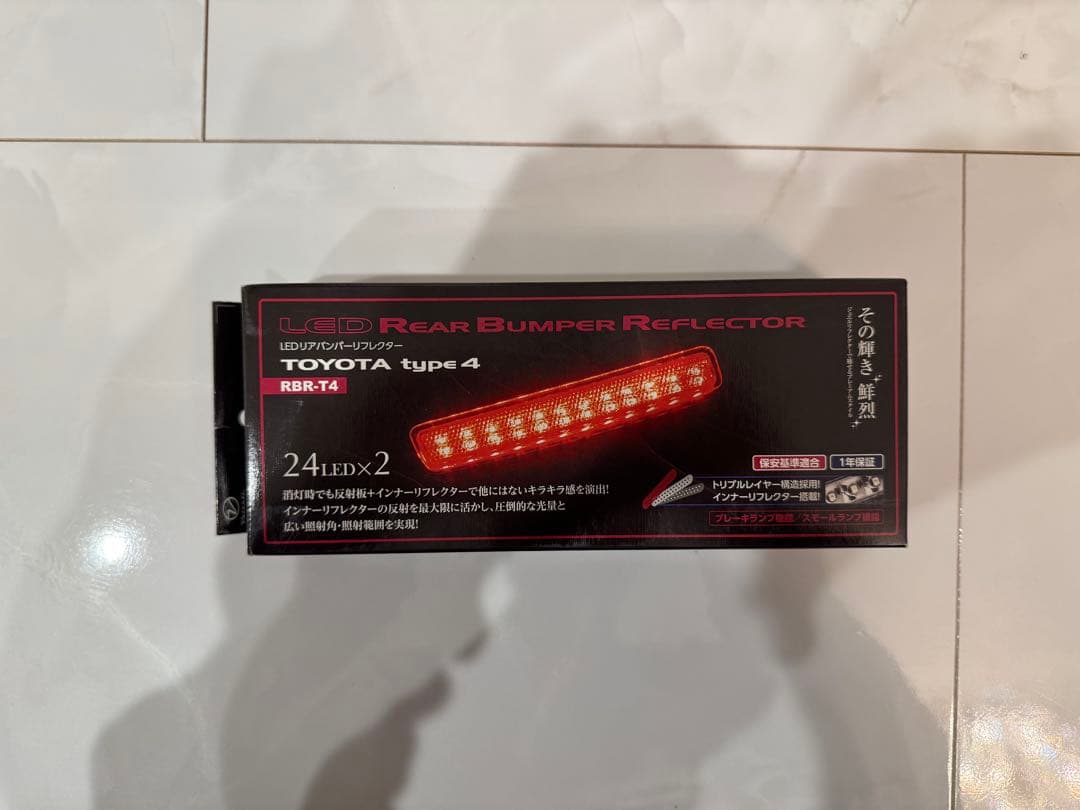 LED REAR BUMPER REFLECTOR
LEDリアバンパーリフレクター
TOYOTA type4
RBR-T4
その輝き、鮮烈
24LED×2
消灯時でも反射板+インナーリフレクターで他にはないキラキラ感を演出!
インナーリフレクターの反射を最大限に活かし、圧倒的な光量と
広い照射角・照射範囲を実現!
保安基準適合
1年保証
トリプルレイヤー構造採用!
インナーリフレクター搭載!
ブレーキランプ機能/スモールランプ機能